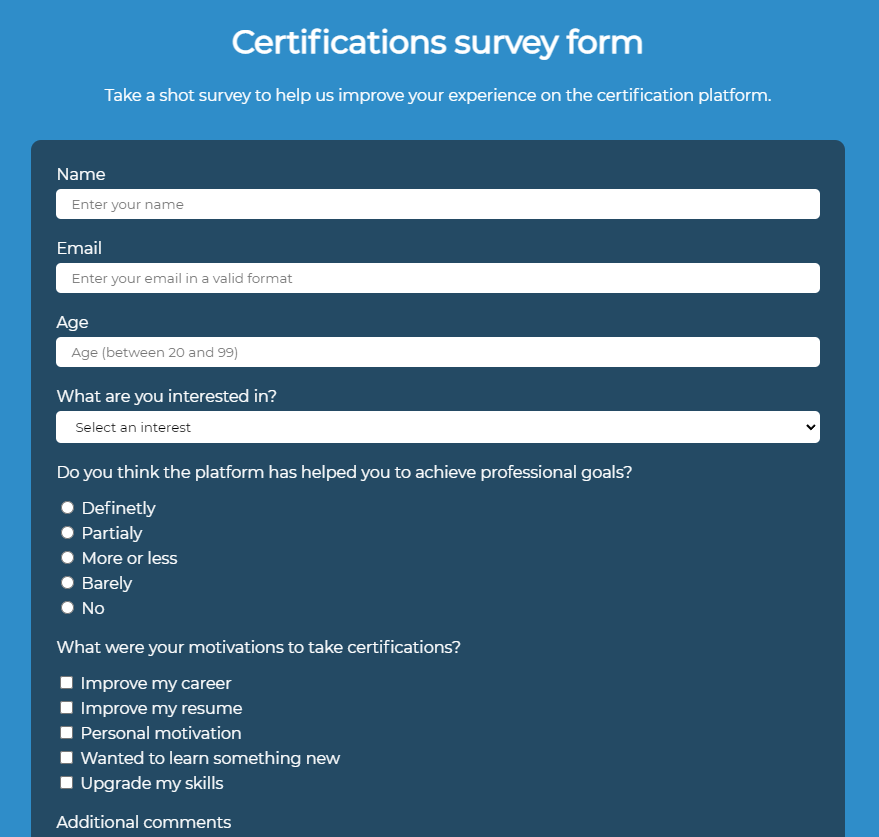 Certifications survey form
Take a shot survey to help us improve your experience on the certification platform.
Name
Enter your name
Email
Enter your email in a valid format
Age
Age (between 20 and 99)
What are you interested in?
Select an interest
Do you think the platform has helped you to achieve professional goals?
Definetly
Partialy
More or less
Barely
No
What were your motivations to take certifications?
Improve my career
Improve my resume
Personal motivation
Wanted to learn something new
Upgrade my skills
Additional comments